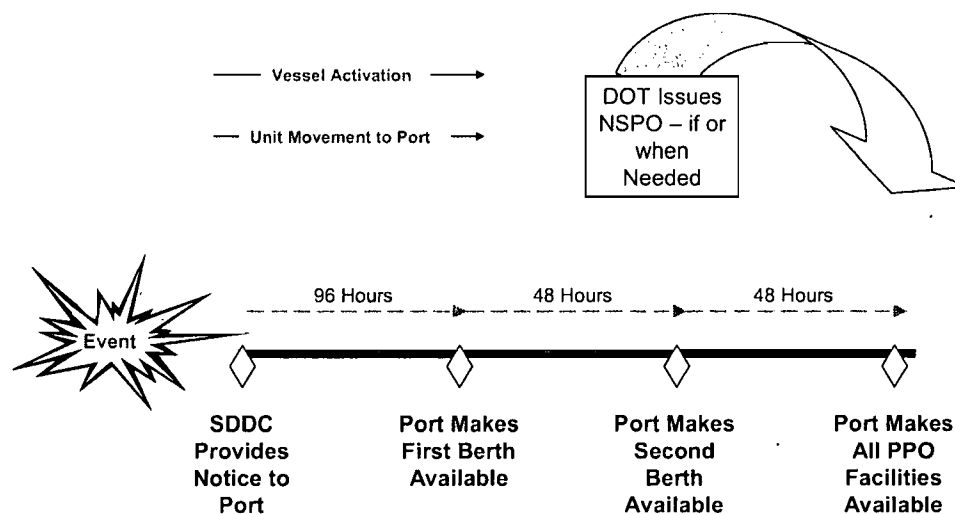 Vessel Activation
Unit Movement to Port
DOT Issues
NSPO – if or
when
Needed
Event
96 Hours
48 Hours
48 Hours
SDDC
Provides
Notice to
Port
Port Makes
First Berth
Available
Port Makes
Second
Berth
Available
Port Makes
All PPO
Facilities
Available